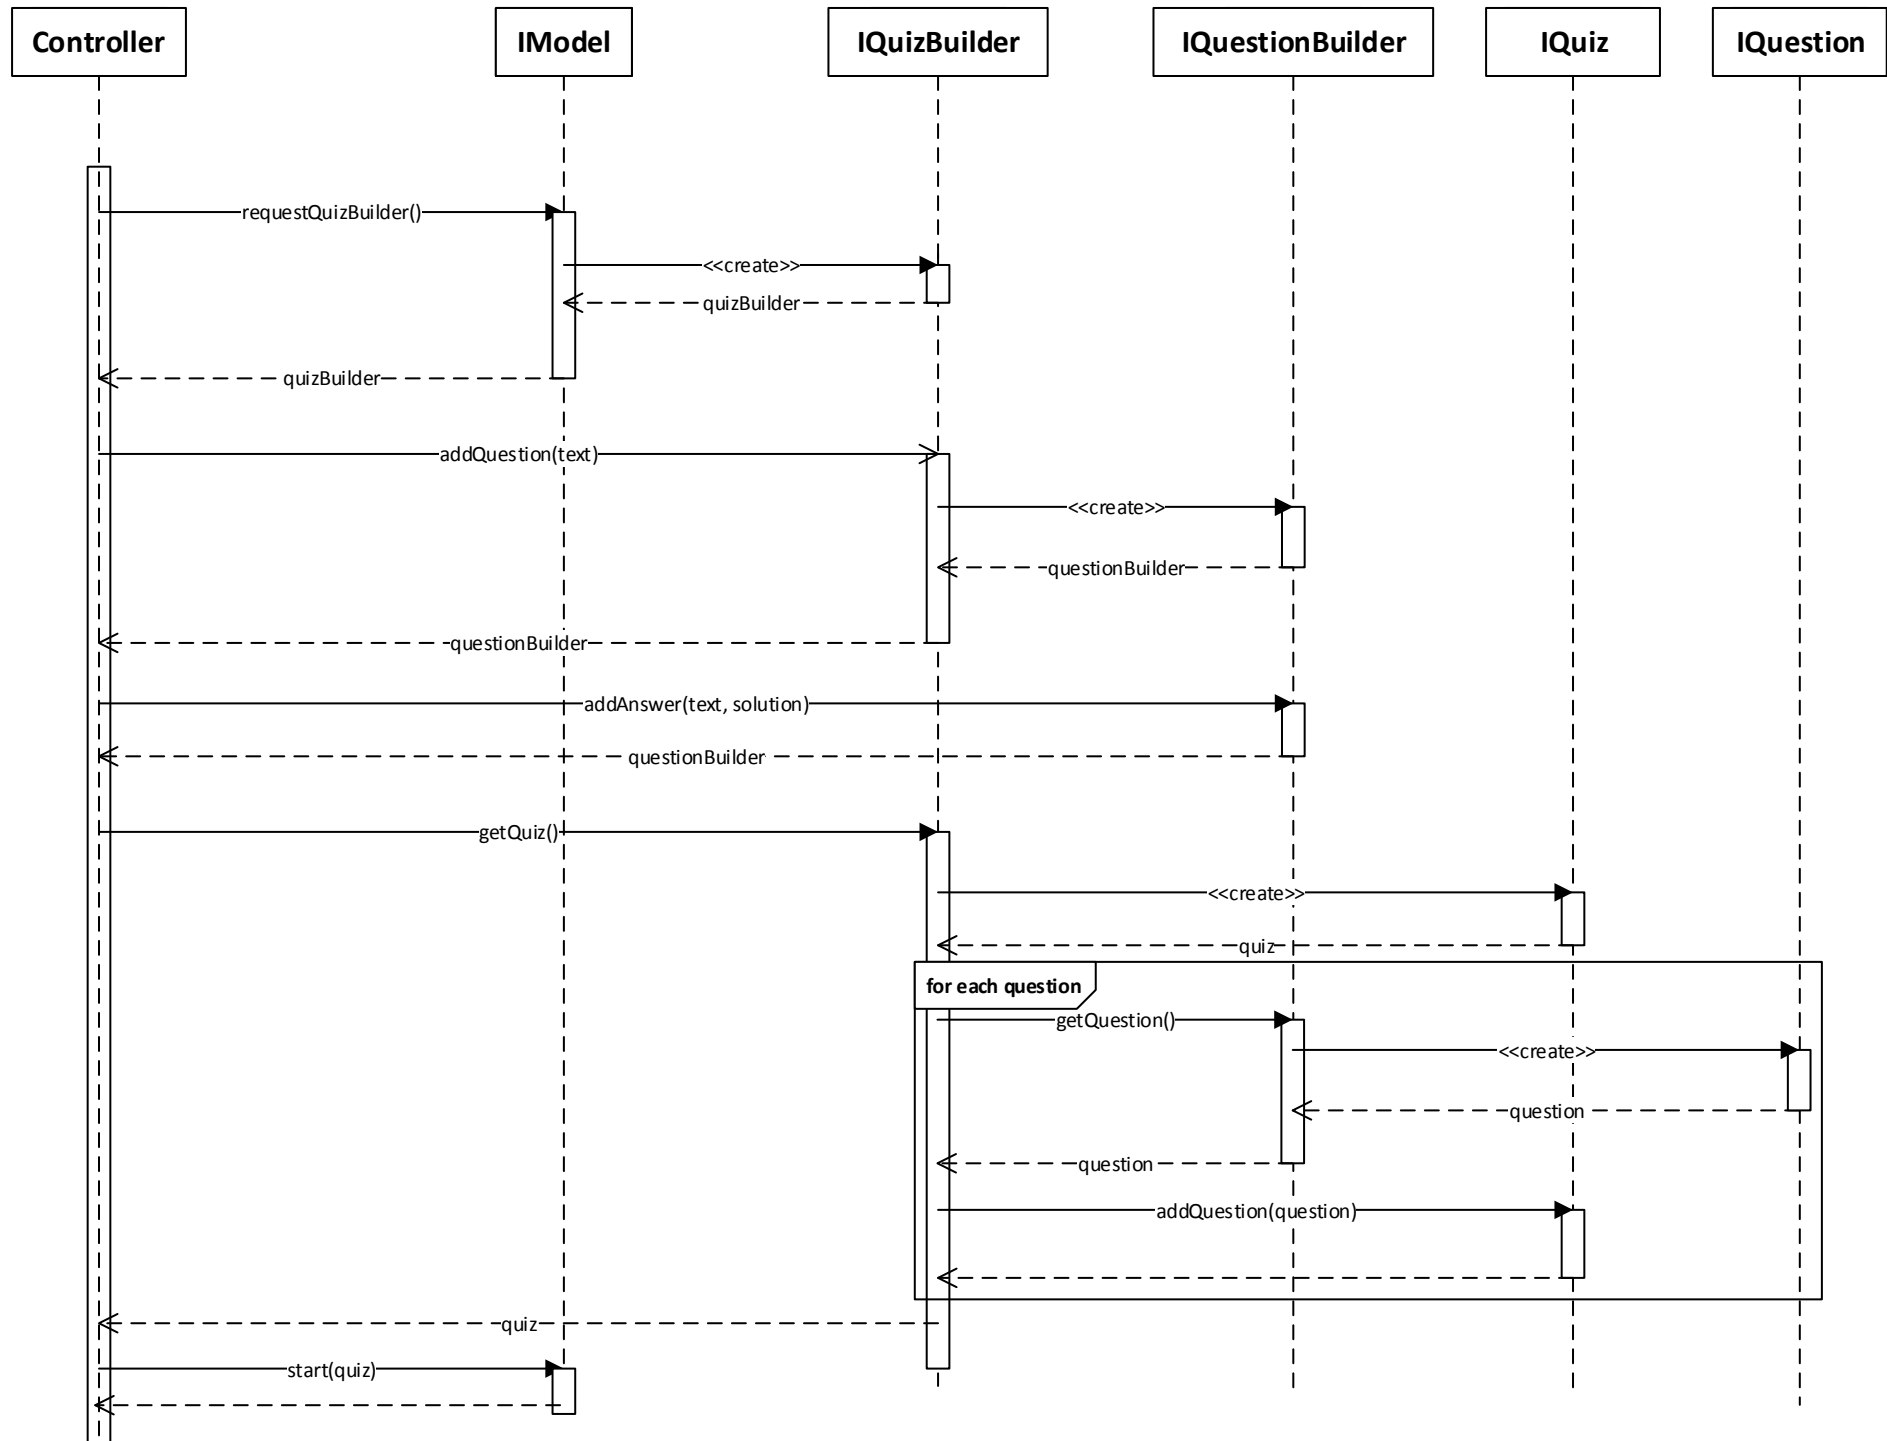 Controller
IModel
IQuizBuilder
IQuestionBuilder
IQuiz
IQuestion
requestQuizBuilder()
<<create>>
quizBuilder
quizBuilder
addQuestion(text)
<<create>>
questionBuilder
questionBuilder
addAnswer(text, solution)
questionBuilder
getQuiz()
<<create>>
quiz
for each question
getQuestion()
<<create>>
question
question
addQuestion(question)
quiz
start(quiz)